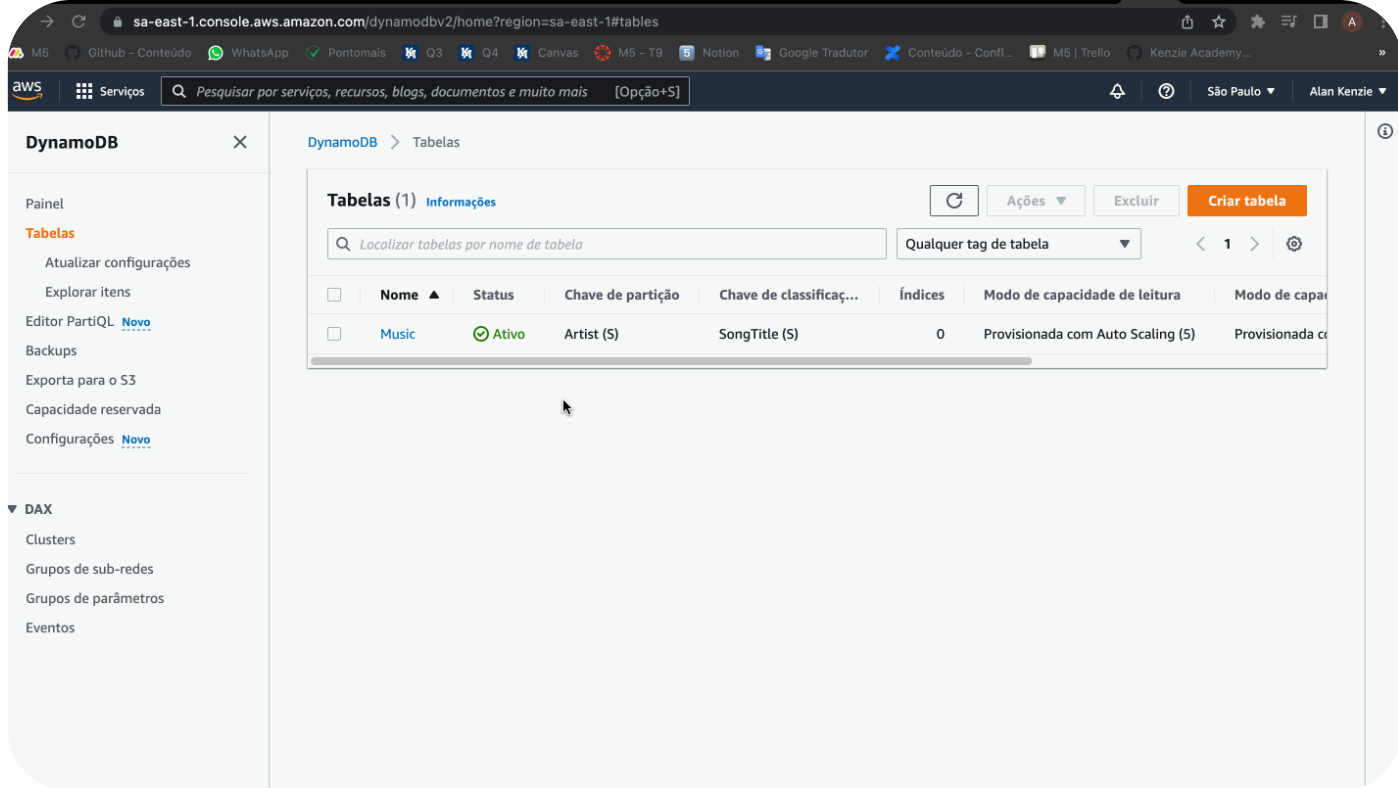 sa-east-1.console.aws.amazon.com/dynamodbv2/home?region=sa-east-1#tables A
M5 Github - Conteúdo WhatsApp Pontomais Q3 Q4 Canvas M5 - T9 5 Notion Google Tradutor Conteúdo - Confl... M5 | Trello Kenzie Academy... »
aws Serviços Pesquisar por serviços, recursos, blogs, documentos e muito mais [Opção+S] São Paulo ▼ Alan Kenzie ▼
DynamoDB
Painel
Tabelas
Atualizar configurações
Explorar itens
Editor PartiQL Novo
Backups
Exporta para o S3
Capacidade reservada
Configurações Novo
▼ DAX
Clusters
Grupos de sub-redes
Grupos de parâmetros
Eventos
DynamoDB > Tabelas
Tabelas (1) Informações Ações ▼ Excluir Criar tabela
Localizar tabelas por nome de tabela Qualquer tag de tabela ▼ < 1 >
Nome ▲ Status Chave de partição Chave de classificaç... Índices Modo de capacidade de leitura Modo de capa
Music Ativo Artist (S) SongTitle (S) 0 Provisionada com Auto Scaling (5) Provisionada c